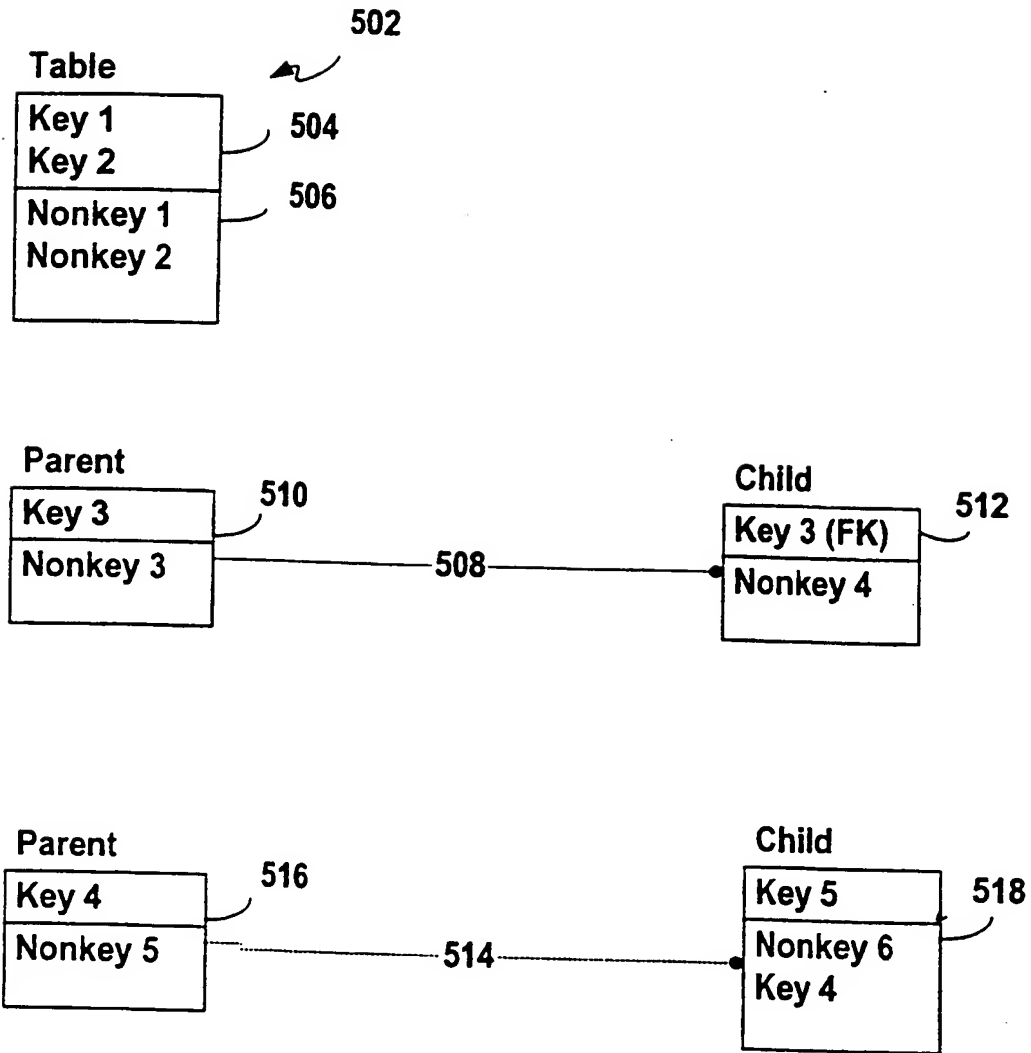 502
Table
Key 1
Key 2
504
Nonkey 1
Nonkey 2
506
Parent
Key 3
510
Nonkey 3
508
Child
Key 3 (FK)
512
Nonkey 4
Parent
Key 4
516
Nonkey 5
514
Child
Key 5
518
Nonkey 6
Key 4